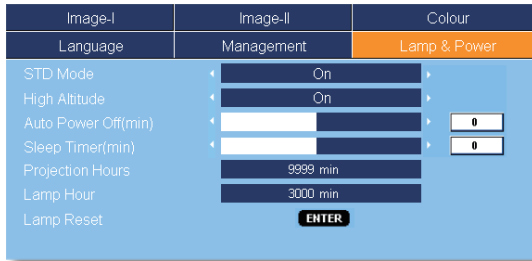 Image-I Image-II Colour
Language Management Lamp & Power
STD Mode On
High Altitude On
Auto Power Off(min) 0
Sleep Timer(min) 0
Projection Hours 9999 min
Lamp Hour 3000 min
Lamp Reset ENTER